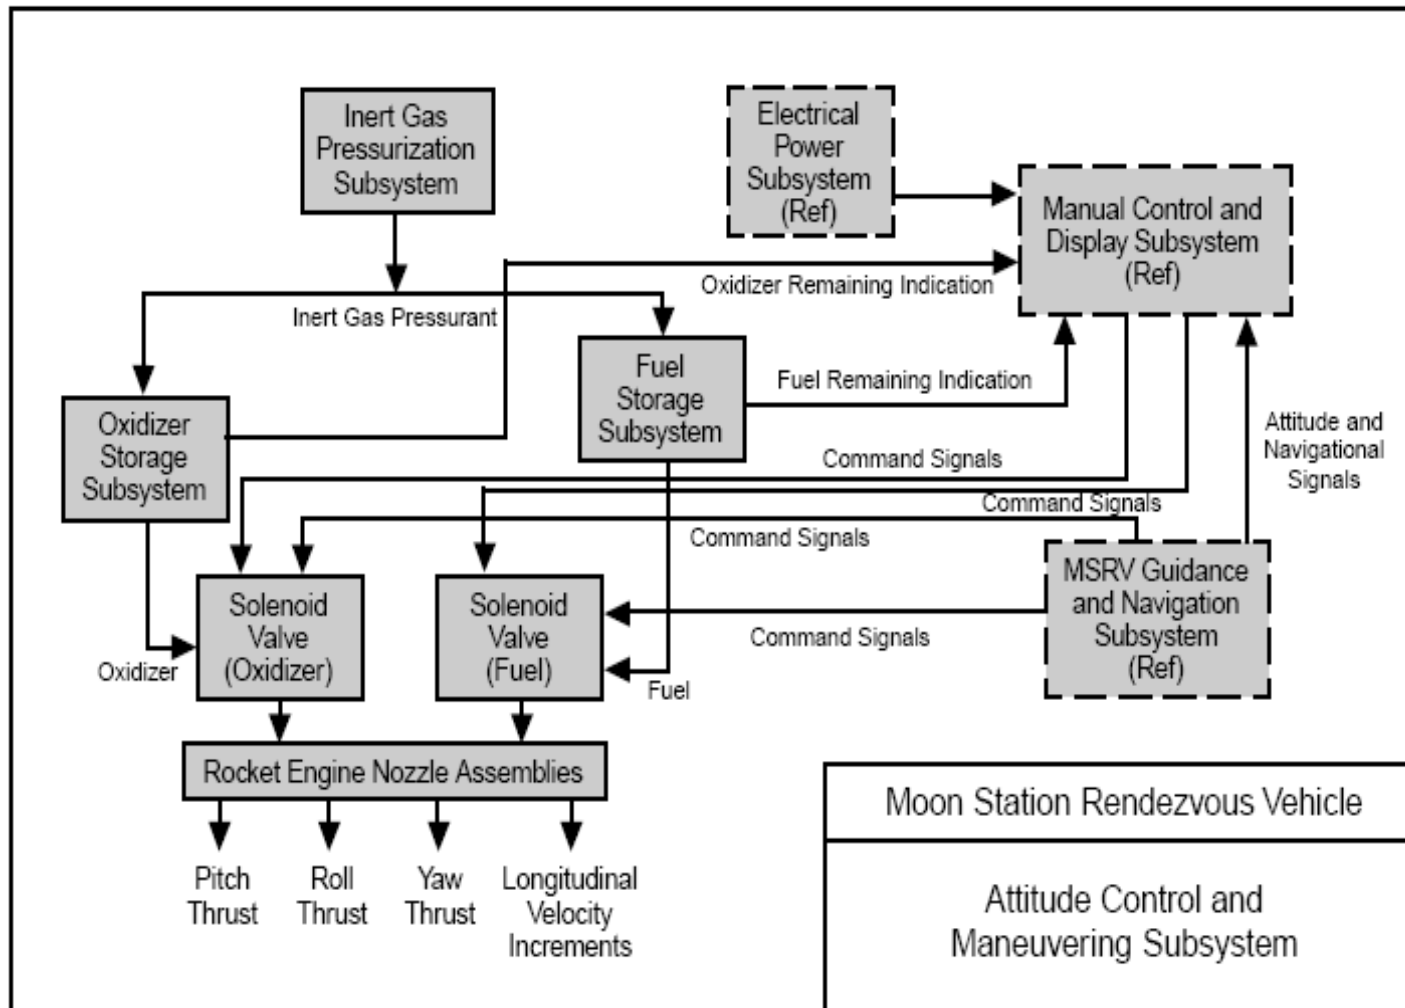 Inert Gas
Pressurization
Subsystem
Electrical
Power
Subsystem
(Ref)
Manual Control and
Display Subsystem
(Ref)
Oxidizer Remaining Indication
Inert Gas Pressurant
Fuel
Storage
Subsystem
Fuel Remaining Indication
Oxidizer
Storage
Subsystem
Attitude and
Navigational
Signals
Command Signals
Command Signals
Command Signals
Solenoid
Valve
(Oxidizer)
Solenoid
Valve
(Fuel)
MSRV Guidance
and Navigation
Subsystem
(Ref)
Command Signals
Oxidizer
Fuel
Rocket Engine Nozzle Assemblies
Pitch
Thrust
Roll
Thrust
Yaw
Thrust
Longitudinal
Velocity
Increments
Moon Station Rendezvous Vehicle
Attitude Control and
Maneuvering Subsystem